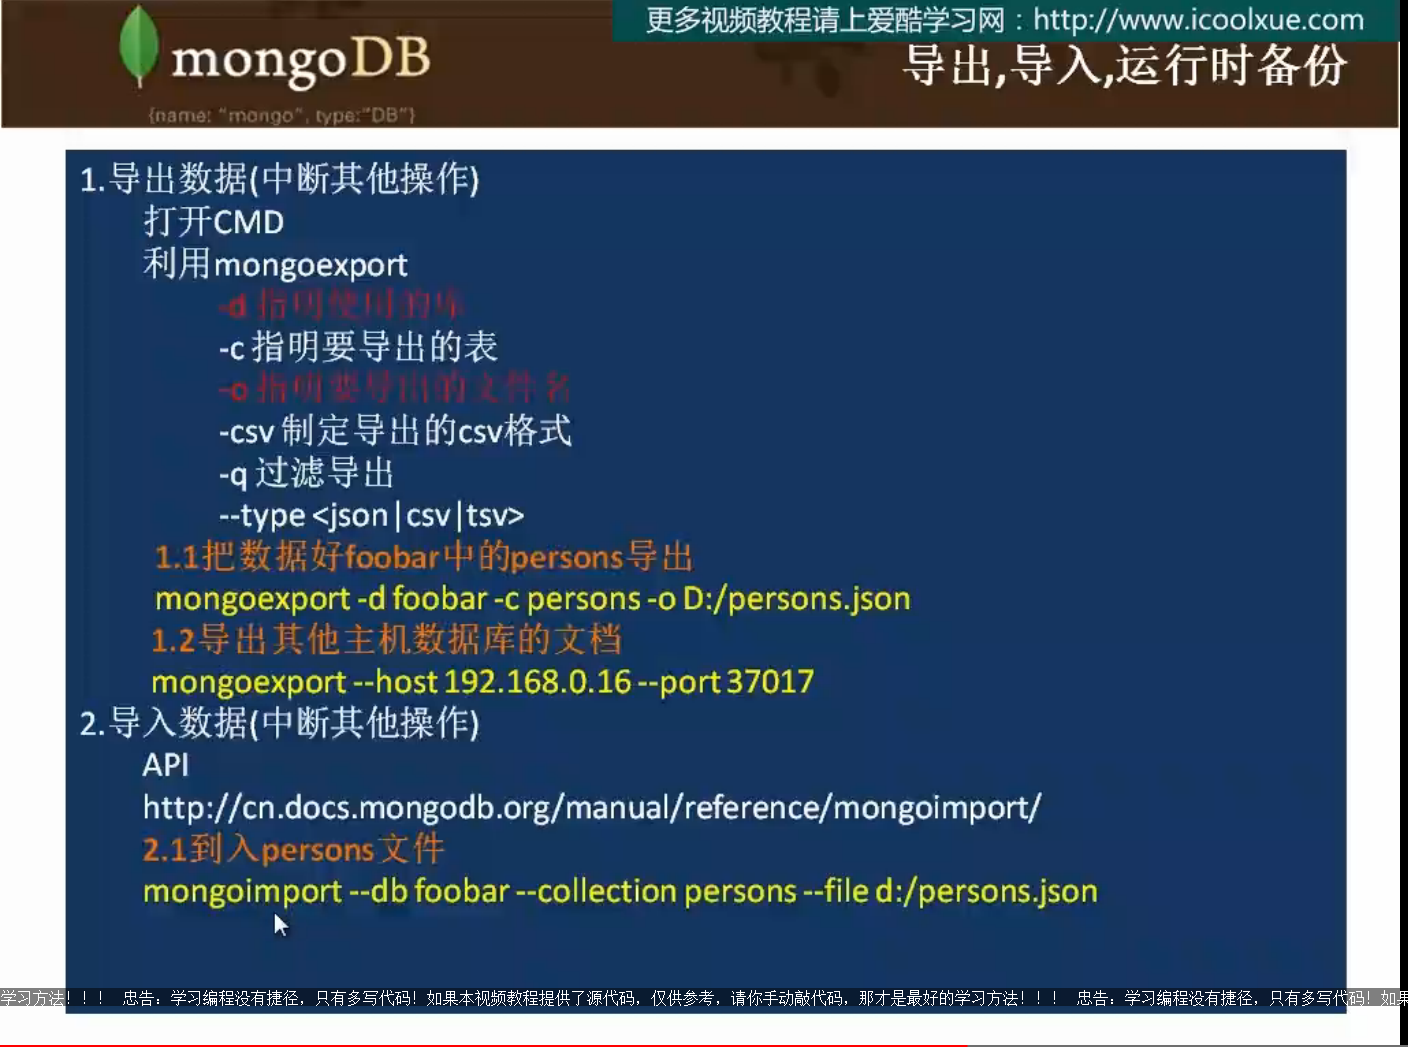 更多视频教程请上爱酷学习网：http://www.icoolxue.com
mongoDB
导出,导入,运行时备份
{name: "mongo", type:"DB"}
1.导出数据(中断其他操作)
打开CMD
利用mongoexport
-d 指明使用的库
-c 指明要导出的表
-o 指明要导出的文件名
-csv 制定导出的csv格式
-q 过滤导出
--type <json|csv|tsv>
1.1把数据好foobar中的persons导出
mongoexport -d foobar -c persons -o D:/persons.json
1.2导出其他主机数据库的文档
mongoexport --host 192.168.0.16 --port 37017
2.导入数据(中断其他操作)
API
http://cn.docs.mongodb.org/manual/reference/mongoimport/
2.1到入persons文件
mongoimport --db foobar --collection persons --file d:/persons.json
学习方法！！！ 忠告：学习编程没有捷径，只有多写代码！如果本视频教程提供了源代码，仅供参考，请你手动敲代码，那才是最好的学习方法！！！ 忠告：学习编程没有捷径，只有多写代码！如果